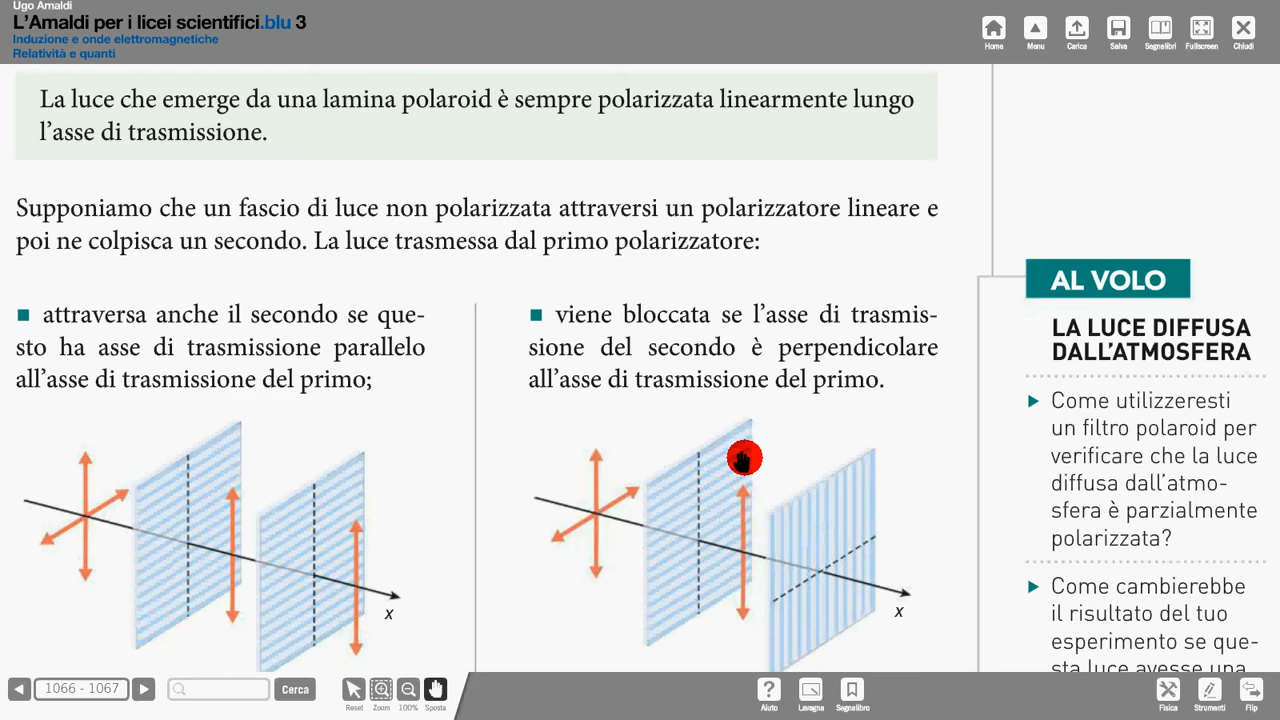 Ugo Amaldi
L'Amaldi per i licei scientifici.blu 3
Induzione e onde elettromagnetiche
Relatività e quanti
Home
Menu
Carica
Salva
Segnalibri
Fullscreen
Chiudi
La luce che emerge da una lamina polaroid è sempre polarizzata linearmente lungo
l'asse di trasmissione.
Supponiamo che un fascio di luce non polarizzata attraversi un polarizzatore lineare e
poi ne colpisca un secondo. La luce trasmessa dal primo polarizzatore:
■ attraversa anche il secondo se que-
sto ha asse di trasmissione parallelo
all'asse di trasmissione del primo;
■ viene bloccata se l'asse di trasmis-
sione del secondo è perpendicolare
all'asse di trasmissione del primo.
x
x
AL VOLO
LA LUCE DIFFUSA
DALL'ATMOSFERA
Come utilizzeresti
un filtro polaroid per
verificare che la luce
diffusa dall'atmo-
sfera è parzialmente
polarizzata?
Come cambierebbe
il risultato del tuo
esperimento se que-
sta luce avesse una
1066 - 1067
Cerca
Reset
Zoom
100%
Sposta
Aiuto
Lavagna
Segnalibro
Fisica
Strumenti
Flip